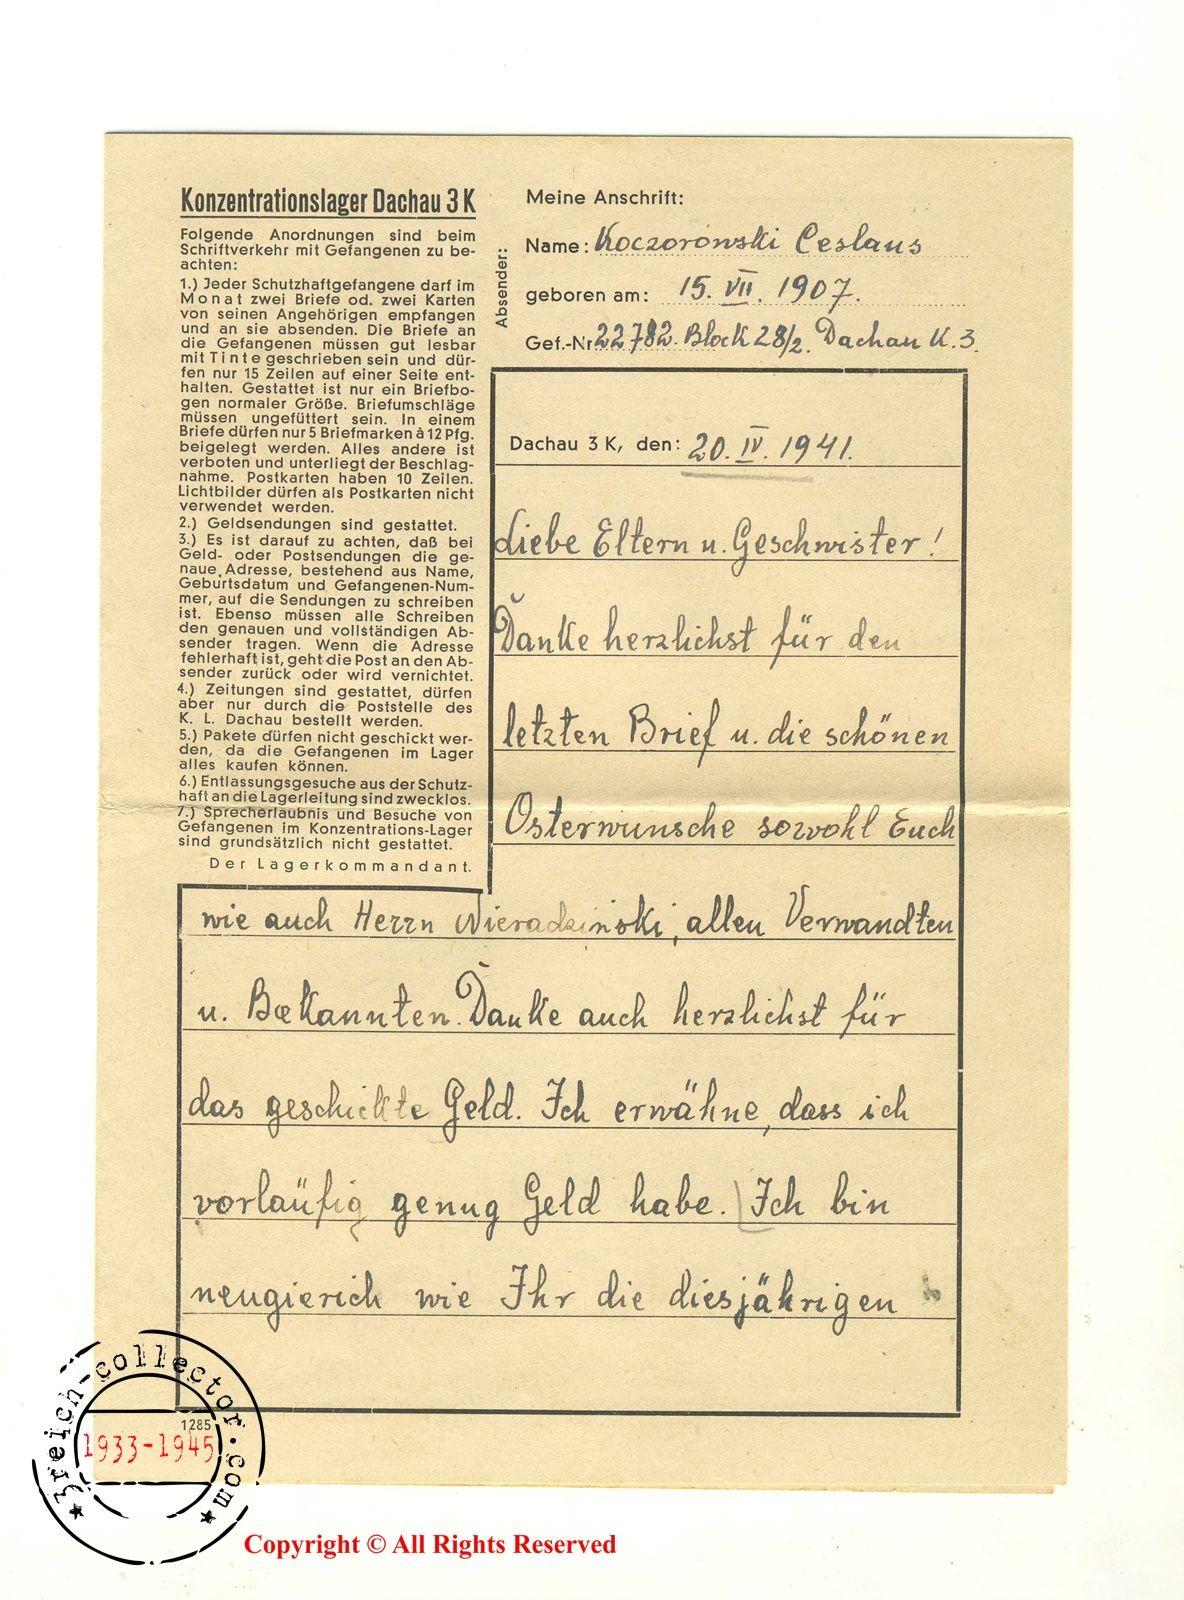 Konzentrationslager Dachau 3 K
Folgende Anordnungen sind beim
Schriftverkehr mit Gefangenen zu be-
achten:
1.) Jeder Schutzhaftgefangene darf im
Monat zwei Briefe od. zwei Karten
von seinen Angehörigen empfangen
und an sie absenden. Die Briefe an
die Gefangenen müssen gut lesbar
mit Tinte geschrieben sein und dür-
fen nur 15 Zeilen auf einer Seite ent-
halten. Gestattet ist nur ein Briefbo-
gen normaler Größe. Briefumschläge
müssen ungefüttert sein. In einem
Briefe dürfen nur 5 Briefmarken à 12 Pfg.
beigelegt werden. Alles andere ist
verboten und unterliegt der Beschlag-
nahme. Postkarten haben 10 Zeilen.
Lichtbilder dürfen als Postkarten nicht
verwendet werden.
2.) Geldsendungen sind gestattet.
3.) Es ist darauf zu achten, daß bei
Geld- oder Postsendungen die ge-
naue Adresse, bestehend aus Name,
Geburtsdatum und Gefangenen-Num-
mer, auf die Sendungen zu schreiben
ist. Ebenso müssen alle Schreiben
den genauen und vollständigen Ab-
sender tragen. Wenn die Adresse
fehlerhaft ist, geht die Post an den Ab-
sender zurück oder wird vernichtet.
4.) Zeitungen sind gestattet, dürfen
aber nur durch die Poststelle des
K. L. Dachau bestellt werden.
5.) Pakete dürfen nicht geschickt wer-
den, da die Gefangenen im Lager
alles kaufen können.
6.) Entlassungsgesuche aus der Schutz-
haft an die Lagerleitung sind zwecklos.
7.) Sprecherlaubnis und Besuche von
Gefangenen im Konzentrations-Lager
sind grundsätzlich nicht gestattet.
Der Lagerkommandant.
Absender:
Meine Anschrift:
Name: Koczorowski Ceslaus
geboren am: 15. VII. 1907.
Gef.-Nr 22782. Block 28/2. Dachau K. 3.
Dachau 3 K, den: 20. IV. 1941.
Liebe Eltern u. Geschwister!
Danke herzlichst für den
letzten Brief u. die schönen
Osterwunsche sowohl Euch
wie auch Herrn Nieradzinski, allen Verwandten
u. Bekannten. Danke auch herzlichst für
das geschickte Geld. Ich erwähne, dass ich
vorläufig genug Geld habe. Ich bin
neugierich wie Ihr die diesjährigen
1285
3reich-collector.com
1933-1945
Copyright © All Rights Reserved